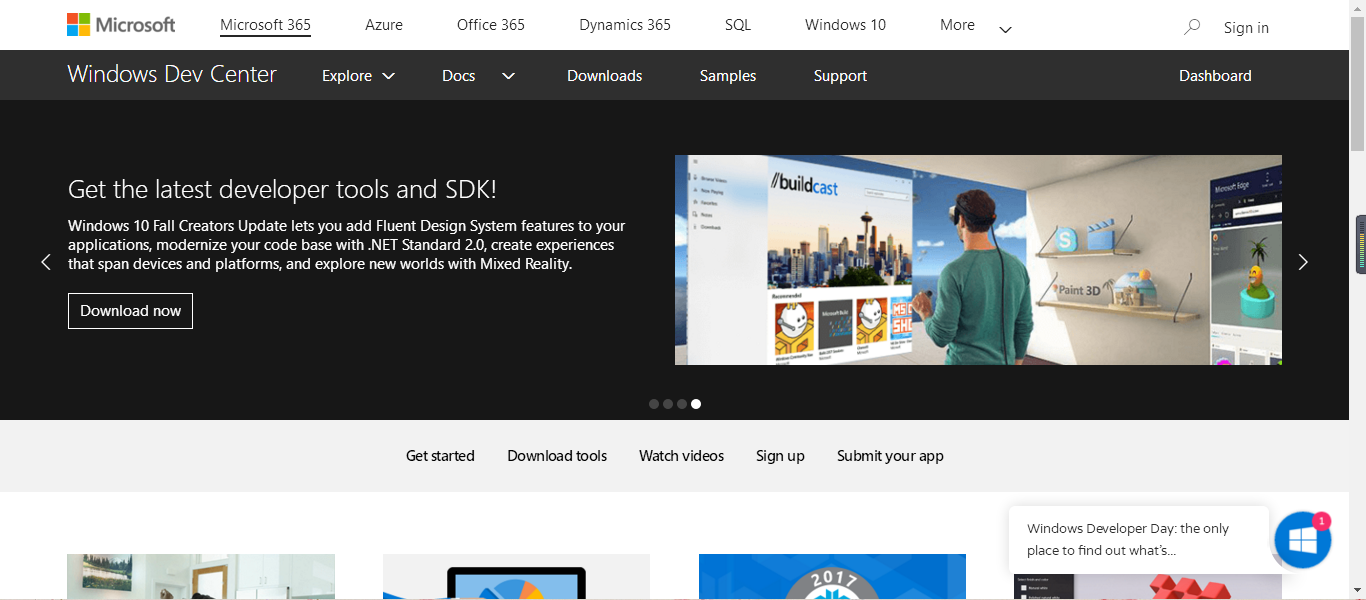 Microsoft
Microsoft 365
Azure
Office 365
Dynamics 365
SQL
Windows 10
More
Sign in
Windows Dev Center
Explore
Docs
Downloads
Samples
Support
Dashboard
Get the latest developer tools and SDK!
Windows 10 Fall Creators Update lets you add Fluent Design System features to your
applications, modernize your code base with .NET Standard 2.0, create experiences
that span devices and platforms, and explore new worlds with Mixed Reality.
Download now
//buildcast
Recommended
Paint 3D
Microsoft Edge
Get started
Download tools
Watch videos
Sign up
Submit your app
Windows Developer Day: the only
place to find out what's...
1
2017